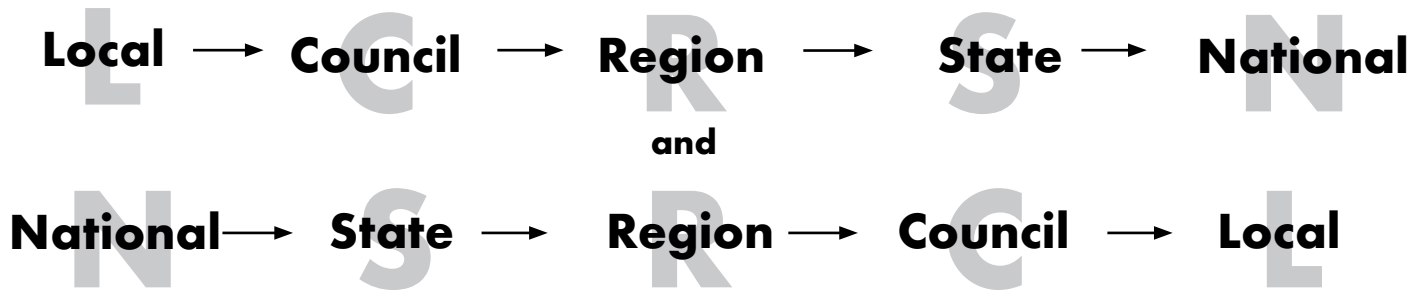 L C R S N
Local → Council → Region → State → National
and
N S R C L
National → State → Region → Council → Local